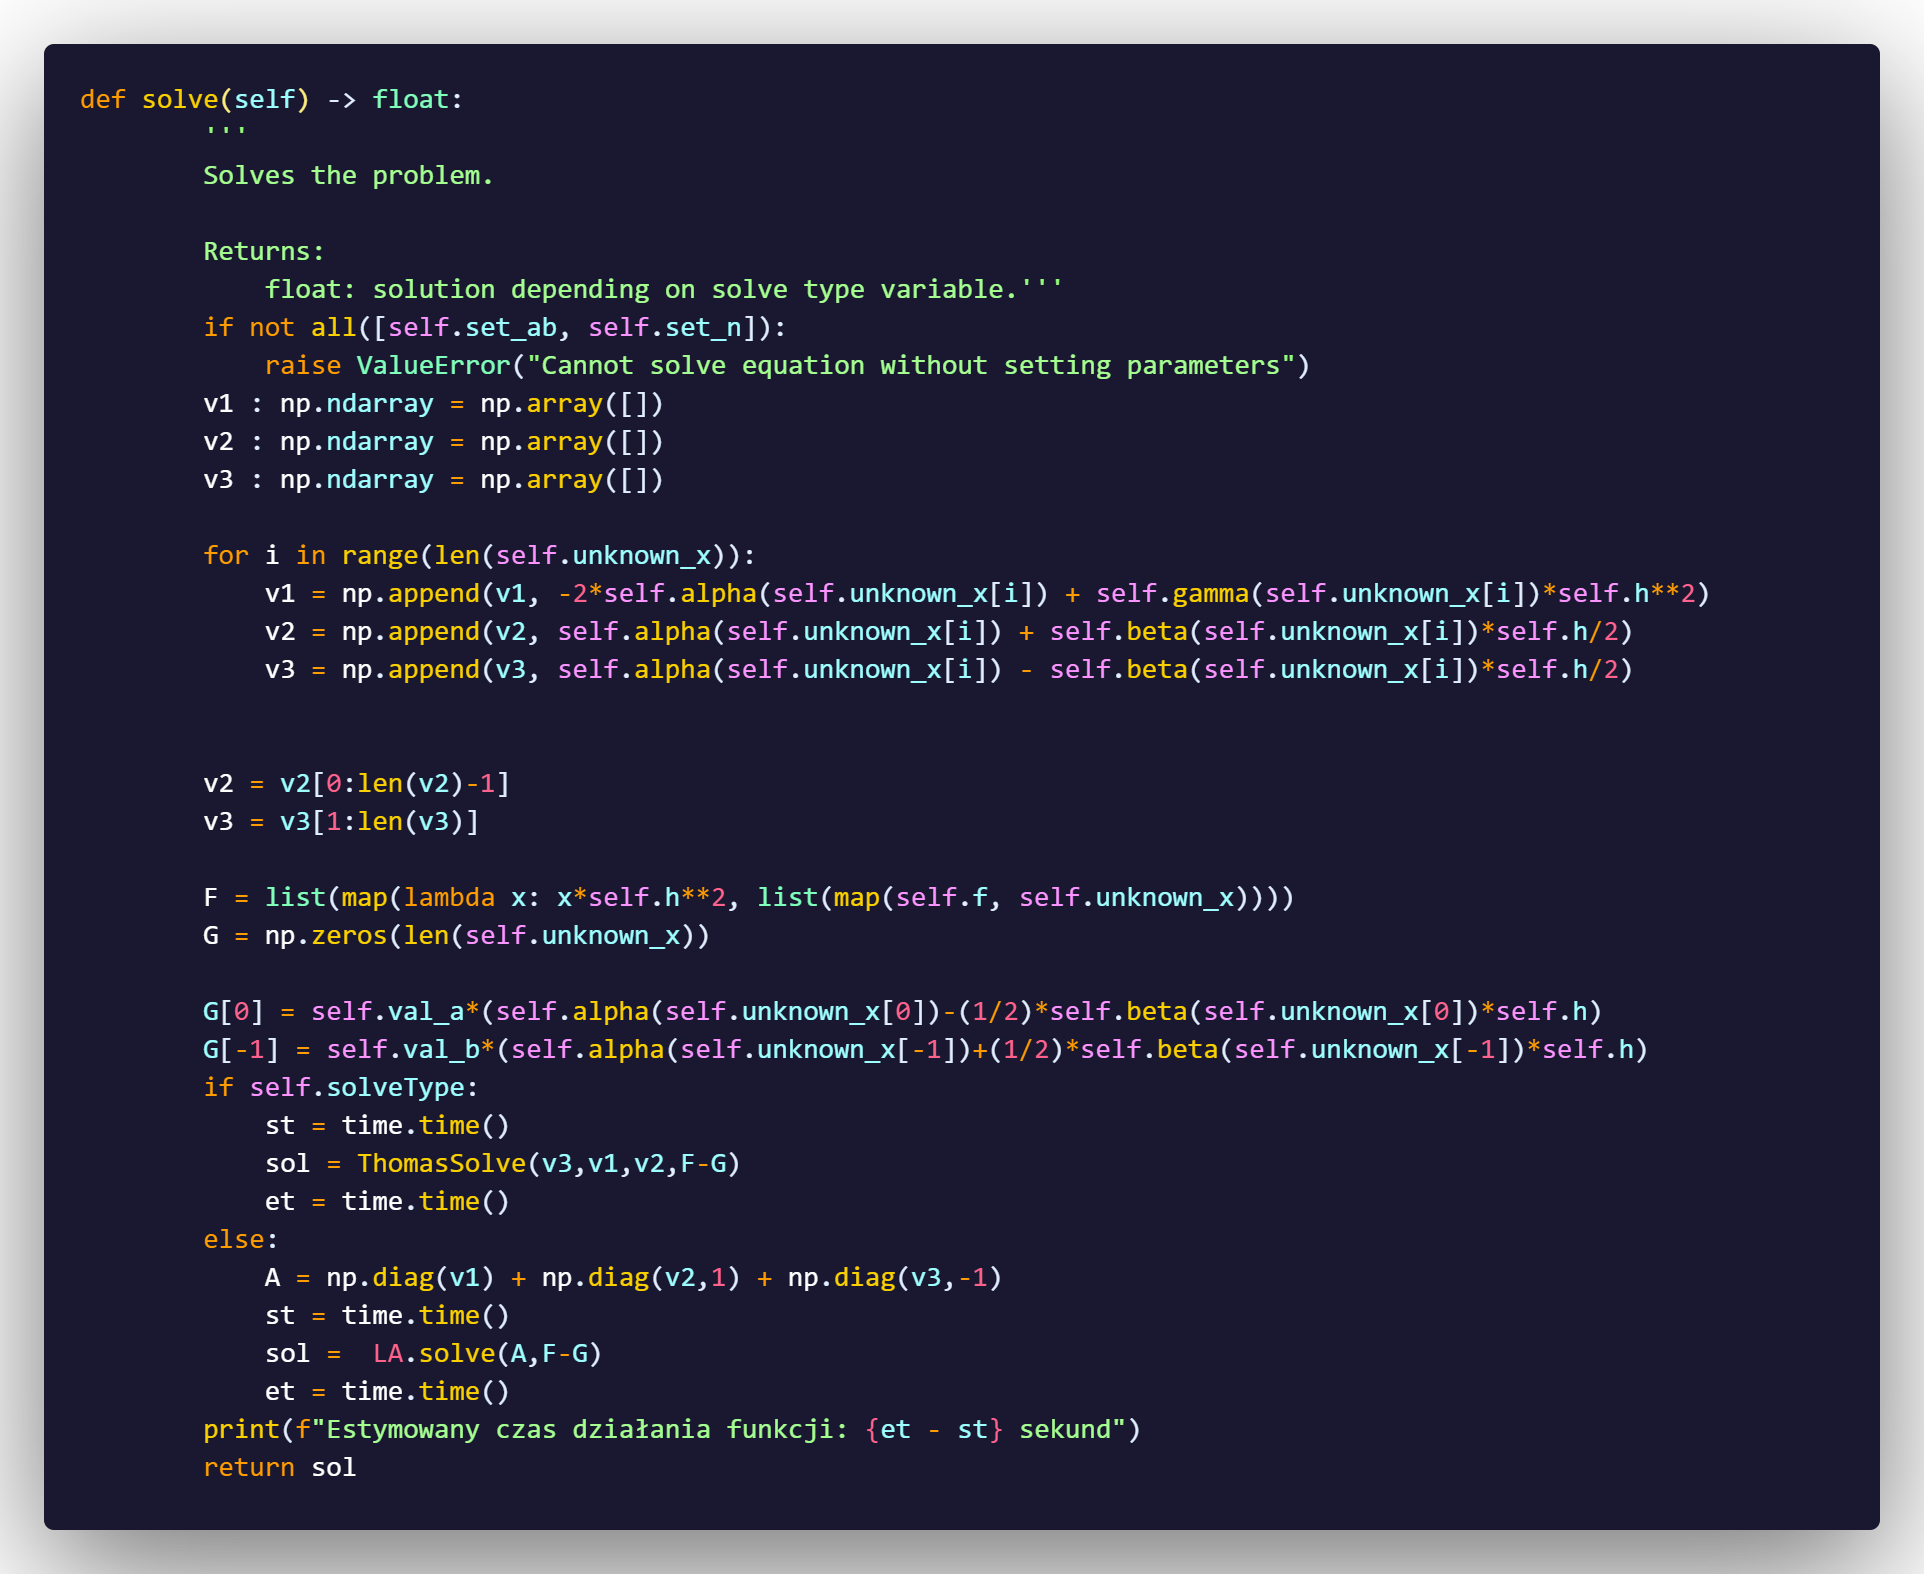 def solve(self) -> float:
        '''
        Solves the problem.

        Returns:
            float: solution depending on solve type variable.'''
        if not all([self.set_ab, self.set_n]):
            raise ValueError("Cannot solve equation without setting parameters")
        v1 : np.ndarray = np.array([])
        v2 : np.ndarray = np.array([])
        v3 : np.ndarray = np.array([])

        for i in range(len(self.unknown_x)):
            v1 = np.append(v1, -2*self.alpha(self.unknown_x[i]) + self.gamma(self.unknown_x[i])*self.h**2)
            v2 = np.append(v2, self.alpha(self.unknown_x[i]) + self.beta(self.unknown_x[i])*self.h/2)
            v3 = np.append(v3, self.alpha(self.unknown_x[i]) - self.beta(self.unknown_x[i])*self.h/2)


        v2 = v2[0:len(v2)-1]
        v3 = v3[1:len(v3)]

        F = list(map(lambda x: x*self.h**2, list(map(self.f, self.unknown_x))))
        G = np.zeros(len(self.unknown_x))

        G[0] = self.val_a*(self.alpha(self.unknown_x[0])-(1/2)*self.beta(self.unknown_x[0])*self.h)
        G[-1] = self.val_b*(self.alpha(self.unknown_x[-1])+(1/2)*self.beta(self.unknown_x[-1])*self.h)
        if self.solveType:
            st = time.time()
            sol = ThomasSolve(v3,v1,v2,F-G)
            et = time.time()
        else:
            A = np.diag(v1) + np.diag(v2,1) + np.diag(v3,-1)
            st = time.time()
            sol =  LA.solve(A,F-G)
            et = time.time()
        print(f"Estymowany czas działania funkcji: {et - st} sekund")
        return sol